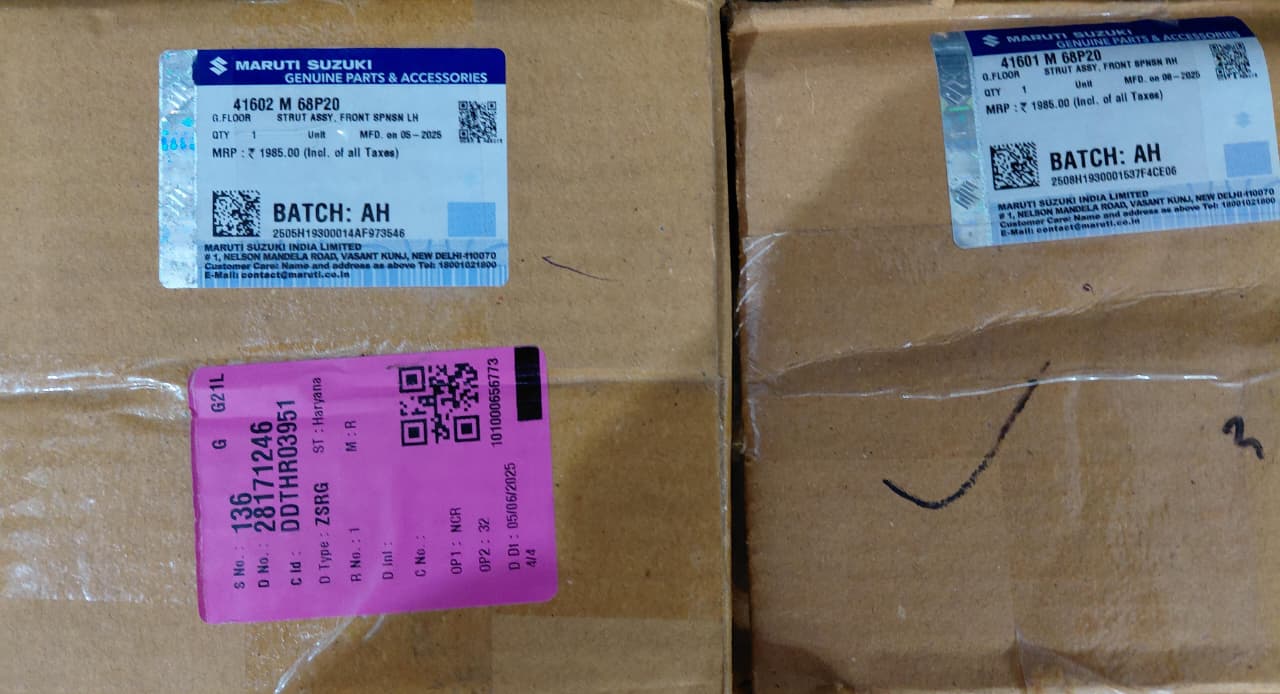 MARUTI SUZUKI
GENUINE PARTS & ACCESSORIES
41602 M 68P20
G.FLOOR STRUT ASSY, FRONT SPNSN LH
QTY 1 Unit MFD. on 05-2025
MRP : ₹ 1985.00 (Incl. of all Taxes)
BATCH: AH
2505H19300014AF973546
MARUTI SUZUKI INDIA LIMITED
# 1, NELSON MANDELA ROAD, VASANT KUNJ, NEW DELHI-110070
Customer Care: Name and address as above Tel: 18001021800
E-Mail: contact@maruti.co.in
S No. : 136 G G21L
D No. : 28171246
C Id : DDTHR03951
D Type : ZSRG ST : Haryana
R No. : 1 M : R
D Inl :
C No. :
OP1 : NCR
OP2 : 32
D Dt : 05/06/2025
4/4
101000656773
MARUTI SUZUKI
GENUINE PARTS & ACCESSORIES
41601 M 68P20
G.FLOOR STRUT ASSY, FRONT SPNSN RH
QTY 1 Unit MFD. on 08-2025
MRP : ₹ 1985.00 (Incl. of all Taxes)
BATCH: AH
2508H1930001537F4CE06
MARUTI SUZUKI INDIA LIMITED
# 1, NELSON MANDELA ROAD, VASANT KUNJ, NEW DELHI-110070
Customer Care: Name and address as above Tel: 18001021800
E-Mail: contact@maruti.co.in